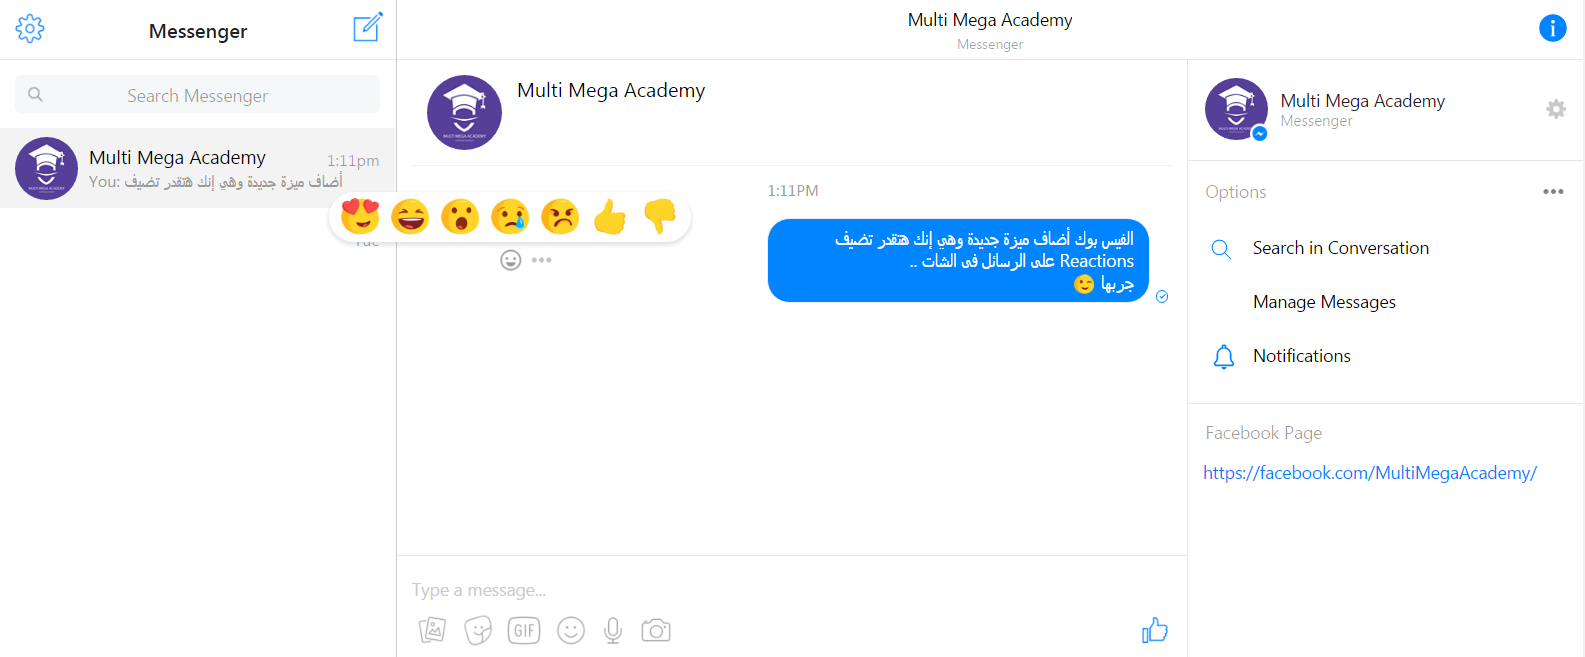 Messenger
Search Messenger
Multi Mega Academy
1:11pm
You: أضاف ميزة جديدة وهي إنك هتقدر تضيف
Tue
Multi Mega Academy
Messenger
Multi Mega Academy
1:11PM
الفيس بوك أضاف ميزة جديدة وهي إنك هتقدر تضيف
Reactions على الرسائل فى الشات ..
جربها 🙂
Type a message...
GIF
Multi Mega Academy
Messenger
Options
Search in Conversation
Manage Messages
Notifications
Facebook Page
https://facebook.com/MultiMegaAcademy/
MULTI MEGA ACADEMY